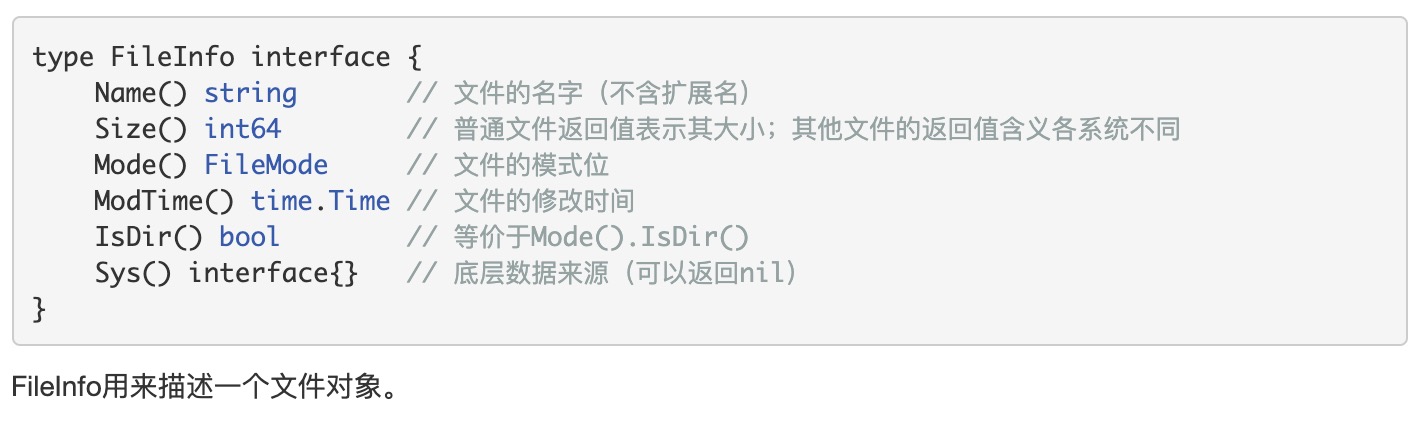 type FileInfo interface {
    Name() string       // 文件的名字（不含扩展名）
    Size() int64        // 普通文件返回值表示其大小；其他文件的返回值含义各系统不同
    Mode() FileMode     // 文件的模式位
    ModTime() time.Time // 文件的修改时间
    IsDir() bool        // 等价于Mode().IsDir()
    Sys() interface{}   // 底层数据来源（可以返回nil）
}
FileInfo用来描述一个文件对象。